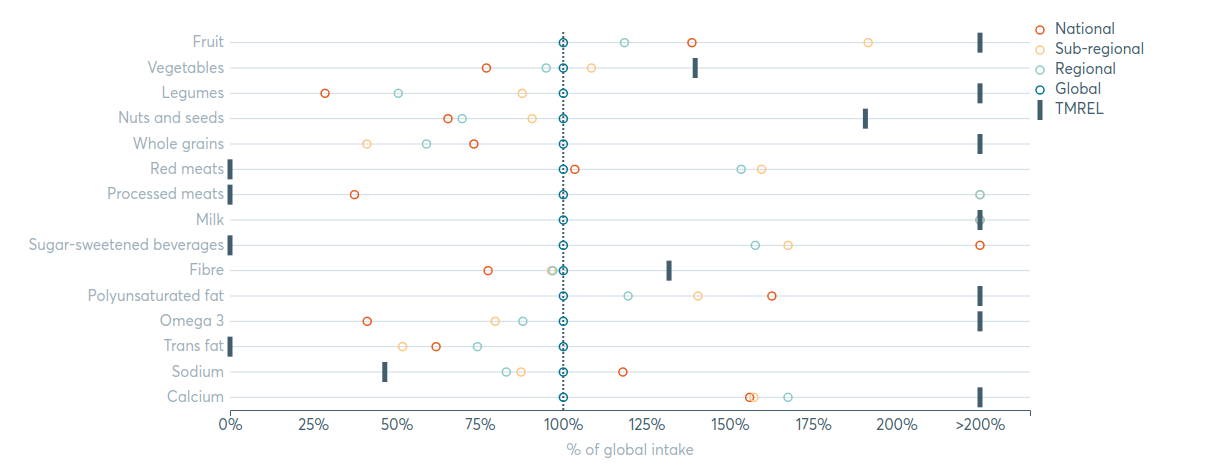 Fruit
Vegetables
Legumes
Nuts and seeds
Whole grains
Red meats
Processed meats
Milk
Sugar-sweetened beverages
Fibre
Polyunsaturated fat
Omega 3
Trans fat
Sodium
Calcium
0% 25% 50% 75% 100% 125% 150% 175% 200% >200%
% of global intake
National
Sub-regional
Regional
Global
TMREL